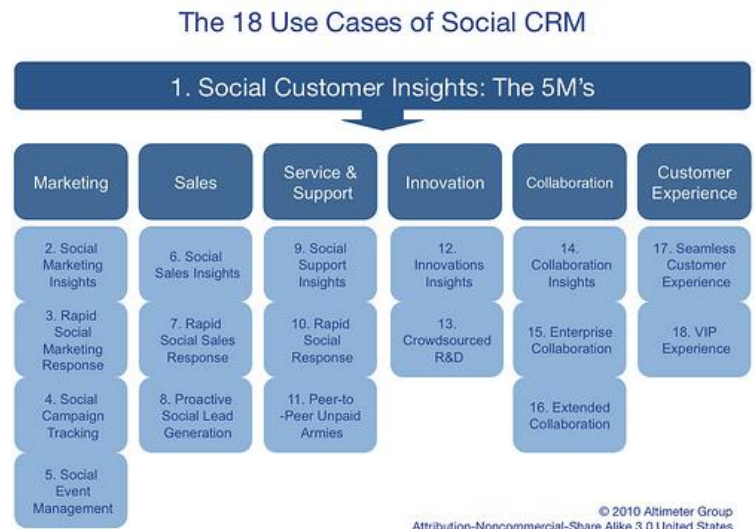 The 18 Use Cases of Social CRM
1. Social Customer Insights: The 5M's
Marketing
Sales
Service &
Support
Innovation
Collaboration
Customer
Experience
2. Social
Marketing
Insights
3. Rapid
Social
Marketing
Response
4. Social
Campaign
Tracking
5. Social
Event
Management
6. Social
Sales Insights
7. Rapid
Social Sales
Response
8. Proactive
Social Lead
Generation
9. Social
Support
Insights
10. Rapid
Social
Response
11. Peer-to
-Peer Unpaid
Armies
12.
Innovations
Insights
13.
Crowdsourced
R&D
14.
Collaboration
Insights
15. Enterprise
Collaboration
16. Extended
Collaboration
17. Seamless
Customer
Experience
18. VIP
Experience
© 2010 Altimeter Group
Attribution-Noncommercial-Share Alike 3.0 United States